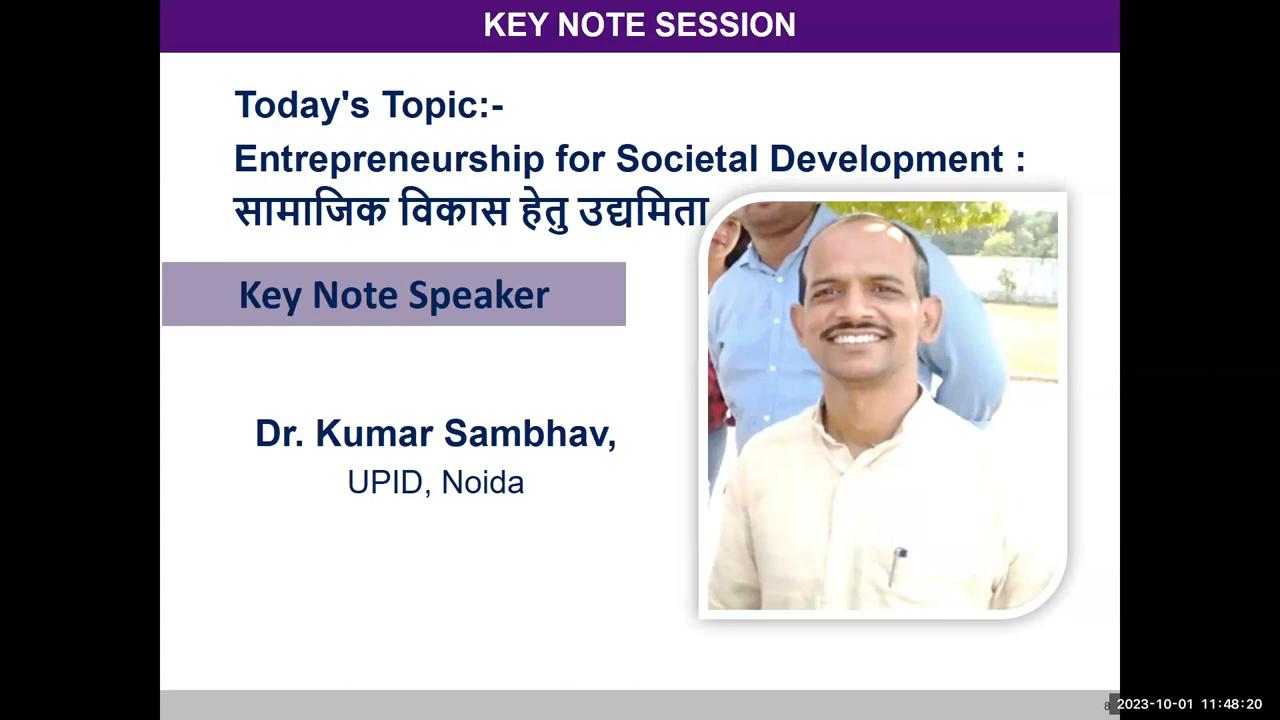 KEY NOTE SESSION
Today's Topic:-
Entrepreneurship for Societal Development :
सामाजिक विकास हेतु उद्यमिता
Key Note Speaker
Dr. Kumar Sambhav,
UPID, Noida
8
2023-10-01 11:48:20